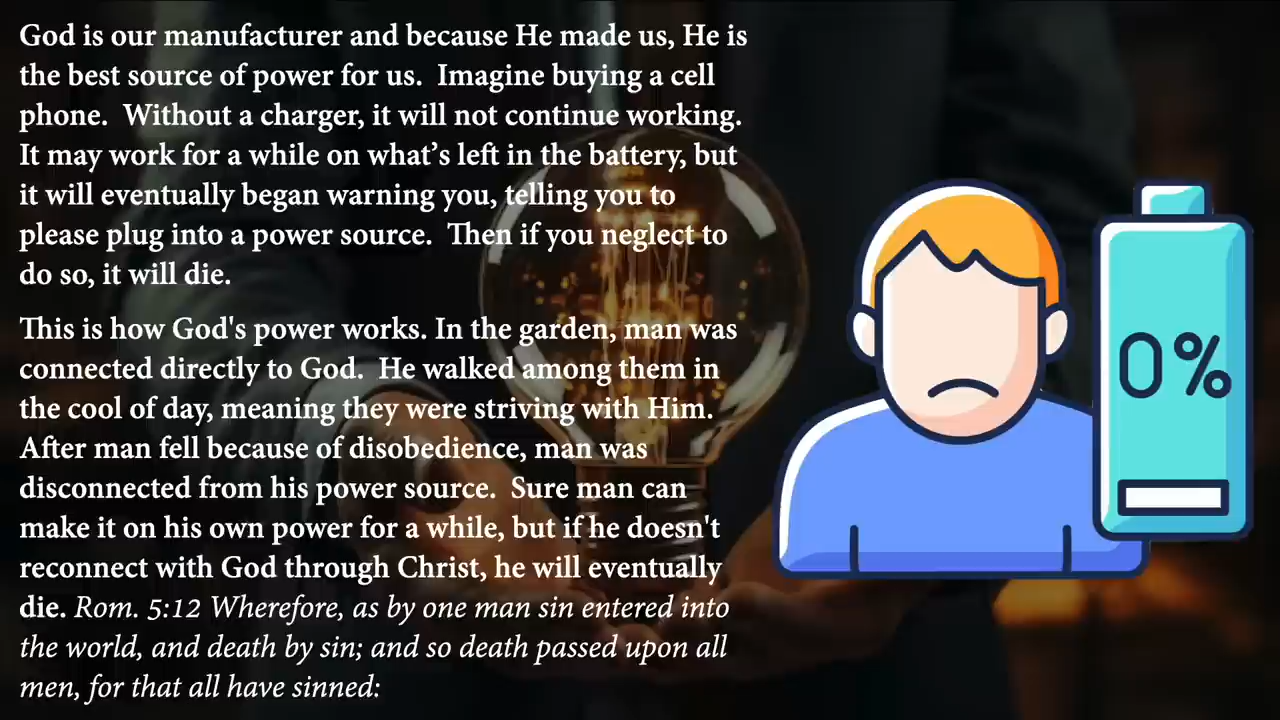 God is our manufacturer and because He made us, He is
the best source of power for us.  Imagine buying a cell
phone.  Without a charger, it will not continue working.
It may work for a while on what’s left in the battery, but
it will eventually began warning you, telling you to
please plug into a power source.  Then if you neglect to
do so, it will die.
This is how God's power works. In the garden, man was
connected directly to God.  He walked among them in
the cool of day, meaning they were striving with Him.
After man fell because of disobedience, man was
disconnected from his power source.  Sure man can
make it on his own power for a while, but if he doesn't
reconnect with God through Christ, he will eventually
die. Rom. 5:12 Wherefore, as by one man sin entered into
the world, and death by sin; and so death passed upon all
men, for that all have sinned:
0%